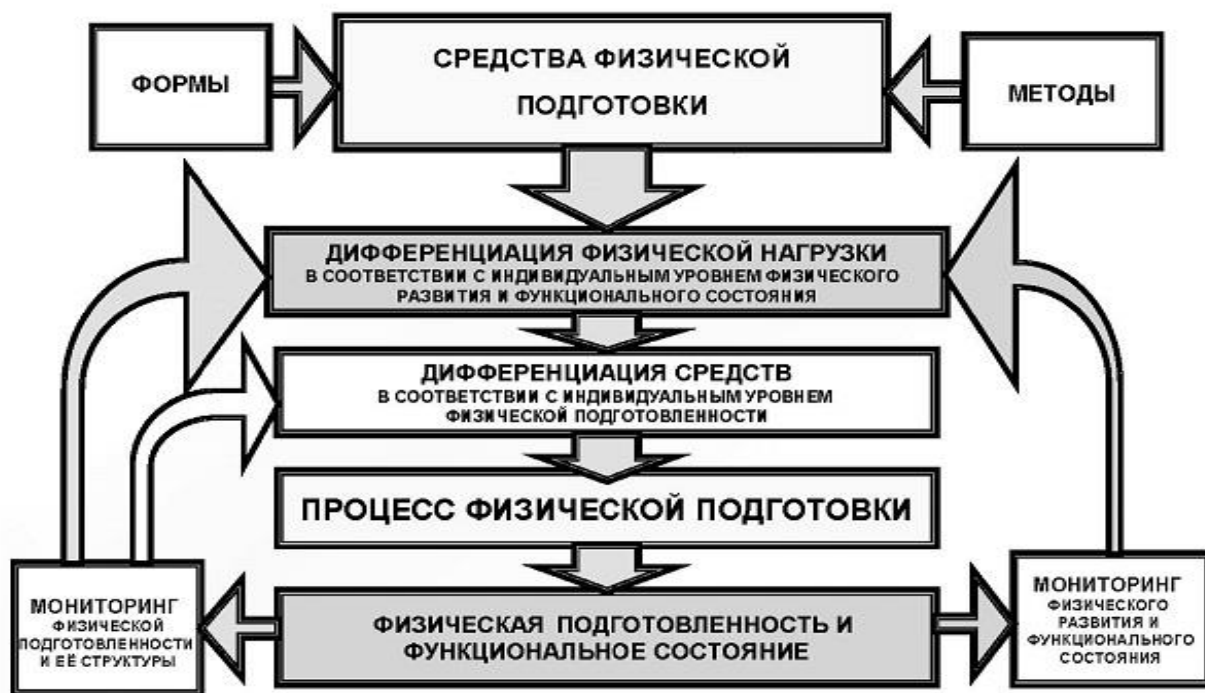 ФОРМЫ
СРЕДСТВА ФИЗИЧЕСКОЙ
ПОДГОТОВКИ
МЕТОДЫ
ДИФФЕРЕНЦИАЦИЯ ФИЗИЧЕСКОЙ НАГРУЗКИ
В СООТВЕТСТВИИ С ИНДИВИДУАЛЬНЫМ УРОВНЕМ ФИЗИЧЕСКОГО
РАЗВИТИЯ И ФУНКЦИОНАЛЬНОГО СОСТОЯНИЯ
ДИФФЕРЕНЦИАЦИЯ СРЕДСТВ
В СООТВЕТСТВИИ С ИНДИВИДУАЛЬНЫМ УРОВНЕМ
ФИЗИЧЕСКОЙ ПОДГОТОВЛЕННОСТИ
ПРОЦЕСС ФИЗИЧЕСКОЙ ПОДГОТОВКИ
МОНИТОРИНГ
ФИЗИЧЕСКОЙ
ПОДГОТОВЛЕННОСТИ
И ЕЁ СТРУКТУРЫ
ФИЗИЧЕСКАЯ ПОДГОТОВЛЕННОСТЬ И
ФУНКЦИОНАЛЬНОЕ СОСТОЯНИЕ
МОНИТОРИНГ
ФИЗИЧЕСКОГО
РАЗВИТИЯ И
ФУНКЦИОНАЛЬНОГО
СОСТОЯНИЯ